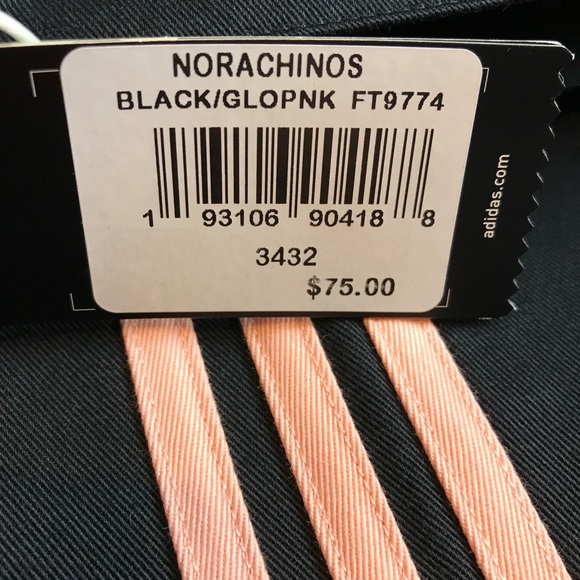 NORACHINOS
BLACK/GLOPNK FT9774
1 93106 90418 8
3432
$75.00
adidas.com